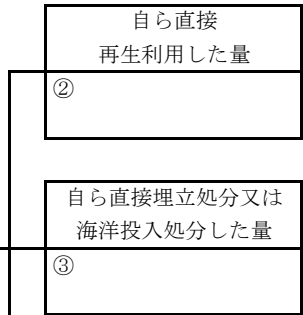 自ら直接
再生利用した量
②
自ら直接埋立処分又は
海洋投入処分した量
③